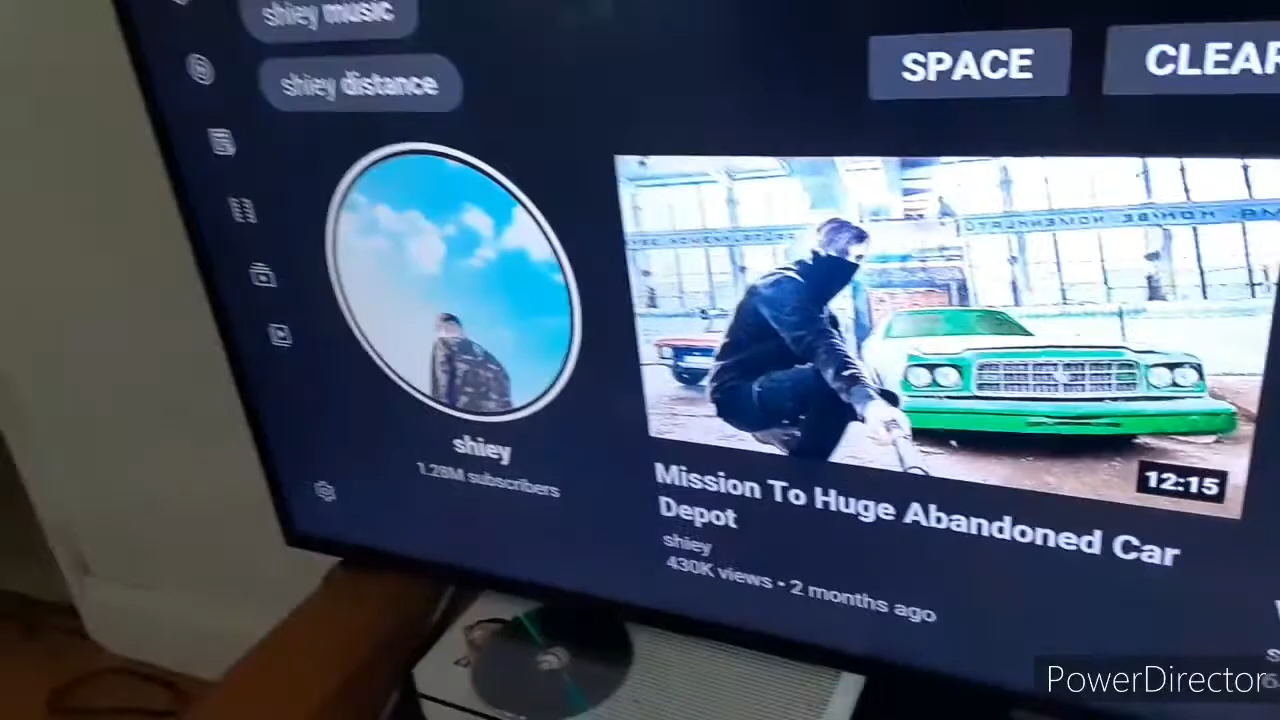 shiey music
shiey distance
SPACE
CLEAR
12:15
shiey
1.28M subscribers
Mission To Huge Abandoned Car
Depot
shiey
430K views • 2 months ago
PowerDirector